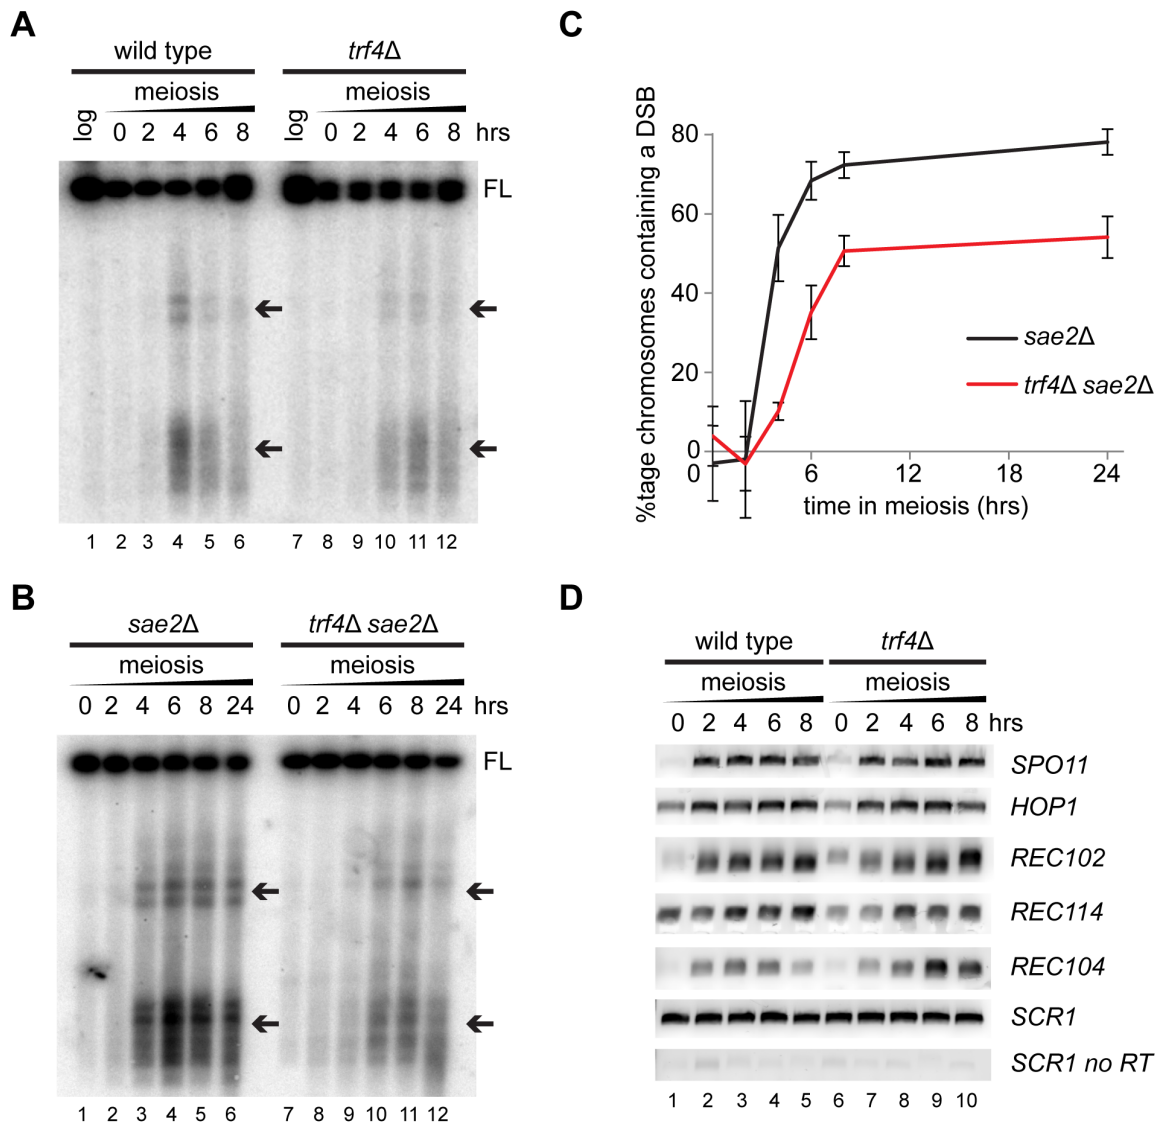 A
wild type trf4Δ
meiosis meiosis
log 0 2 4 6 8 log 0 2 4 6 8 hrs
FL
1 2 3 4 5 6 7 8 9 10 11 12
B
sae2Δ trf4Δ sae2Δ
meiosis meiosis
0 2 4 6 8 24 0 2 4 6 8 24 hrs
FL
1 2 3 4 5 6 7 8 9 10 11 12
C
%tage chromosomes containing a DSB
80
60
40
20
0
0 6 12 18 24
time in meiosis (hrs)
sae2Δ
trf4Δ sae2Δ
D
wild type trf4Δ
meiosis meiosis
0 2 4 6 8 0 2 4 6 8 hrs
SPO11
HOP1
REC102
REC114
REC104
SCR1
SCR1 no RT
1 2 3 4 5 6 7 8 9 10